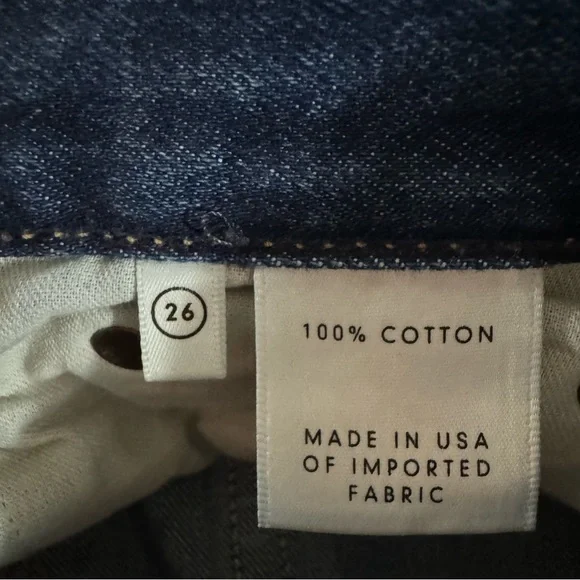 26
100% COTTON
MADE IN USA
OF IMPORTED
FABRIC